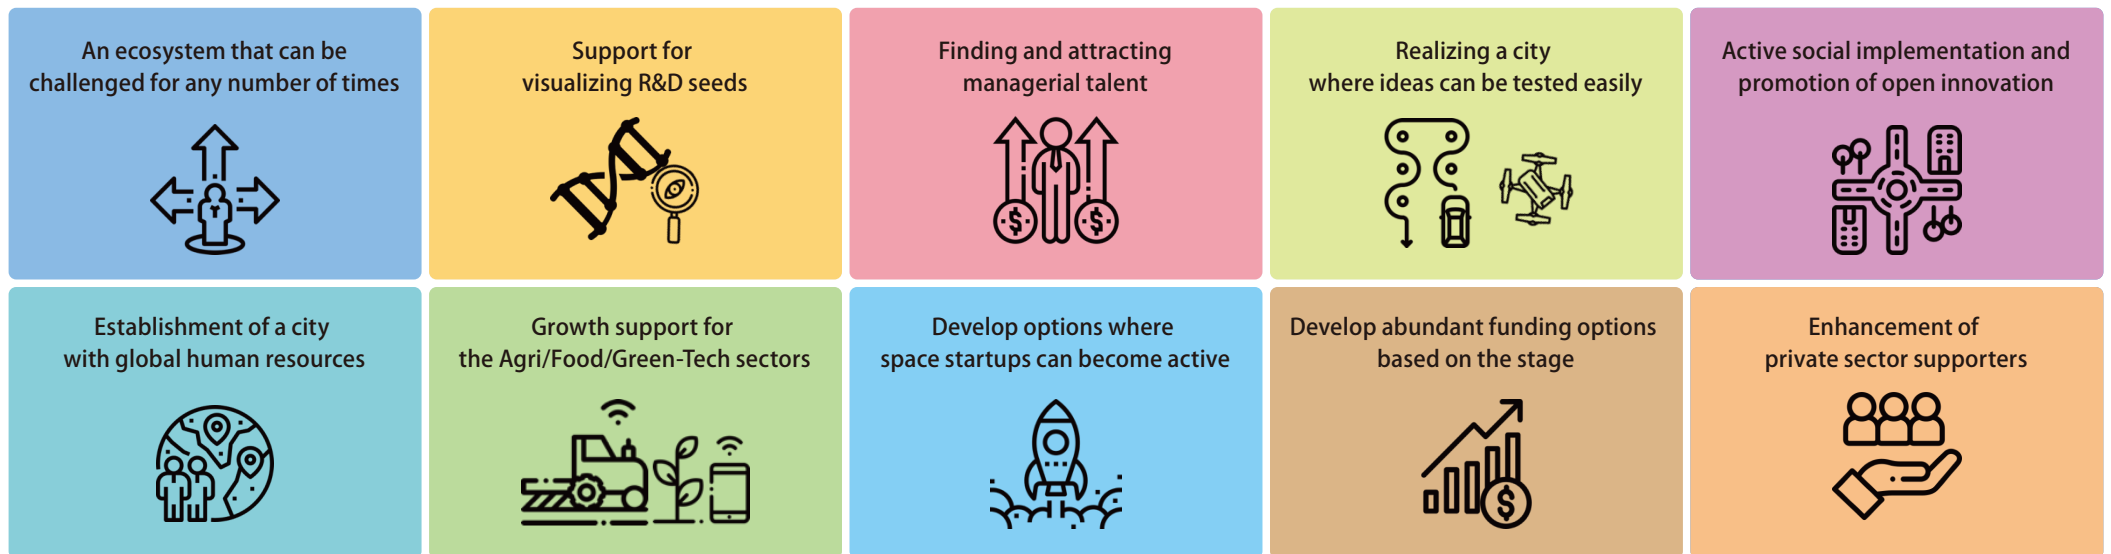 An ecosystem that can be
challenged for any number of times
Support for
visualizing R&D seeds
Finding and attracting
managerial talent
Realizing a city
where ideas can be tested easily
Active social implementation and
promotion of open innovation
Establishment of a city
with global human resources
Growth support for
the Agri/Food/Green-Tech sectors
Develop options where
space startups can become active
Develop abundant funding options
based on the stage
Enhancement of
private sector supporters